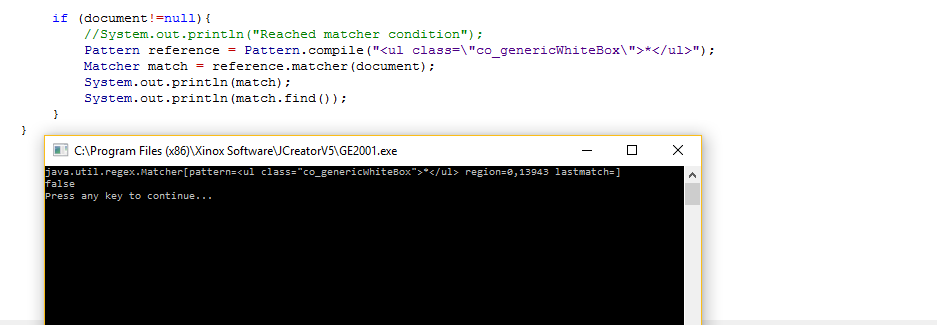 if (document!=null){
//System.out.println("Reached matcher condition");
Pattern reference = Pattern.compile("<ul class=\"co_genericWhiteBox\">*</ul>");
Matcher match = reference.matcher(document);
System.out.println(match);
System.out.println(match.find());
}
}
C:\Program Files (x86)\Xinox Software\JCreatorV5\GE2001.exe
java.util.regex.Matcher[pattern=<ul class="co_genericWhiteBox">*</ul> region=0,13943 lastmatch=]
false
Press any key to continue...